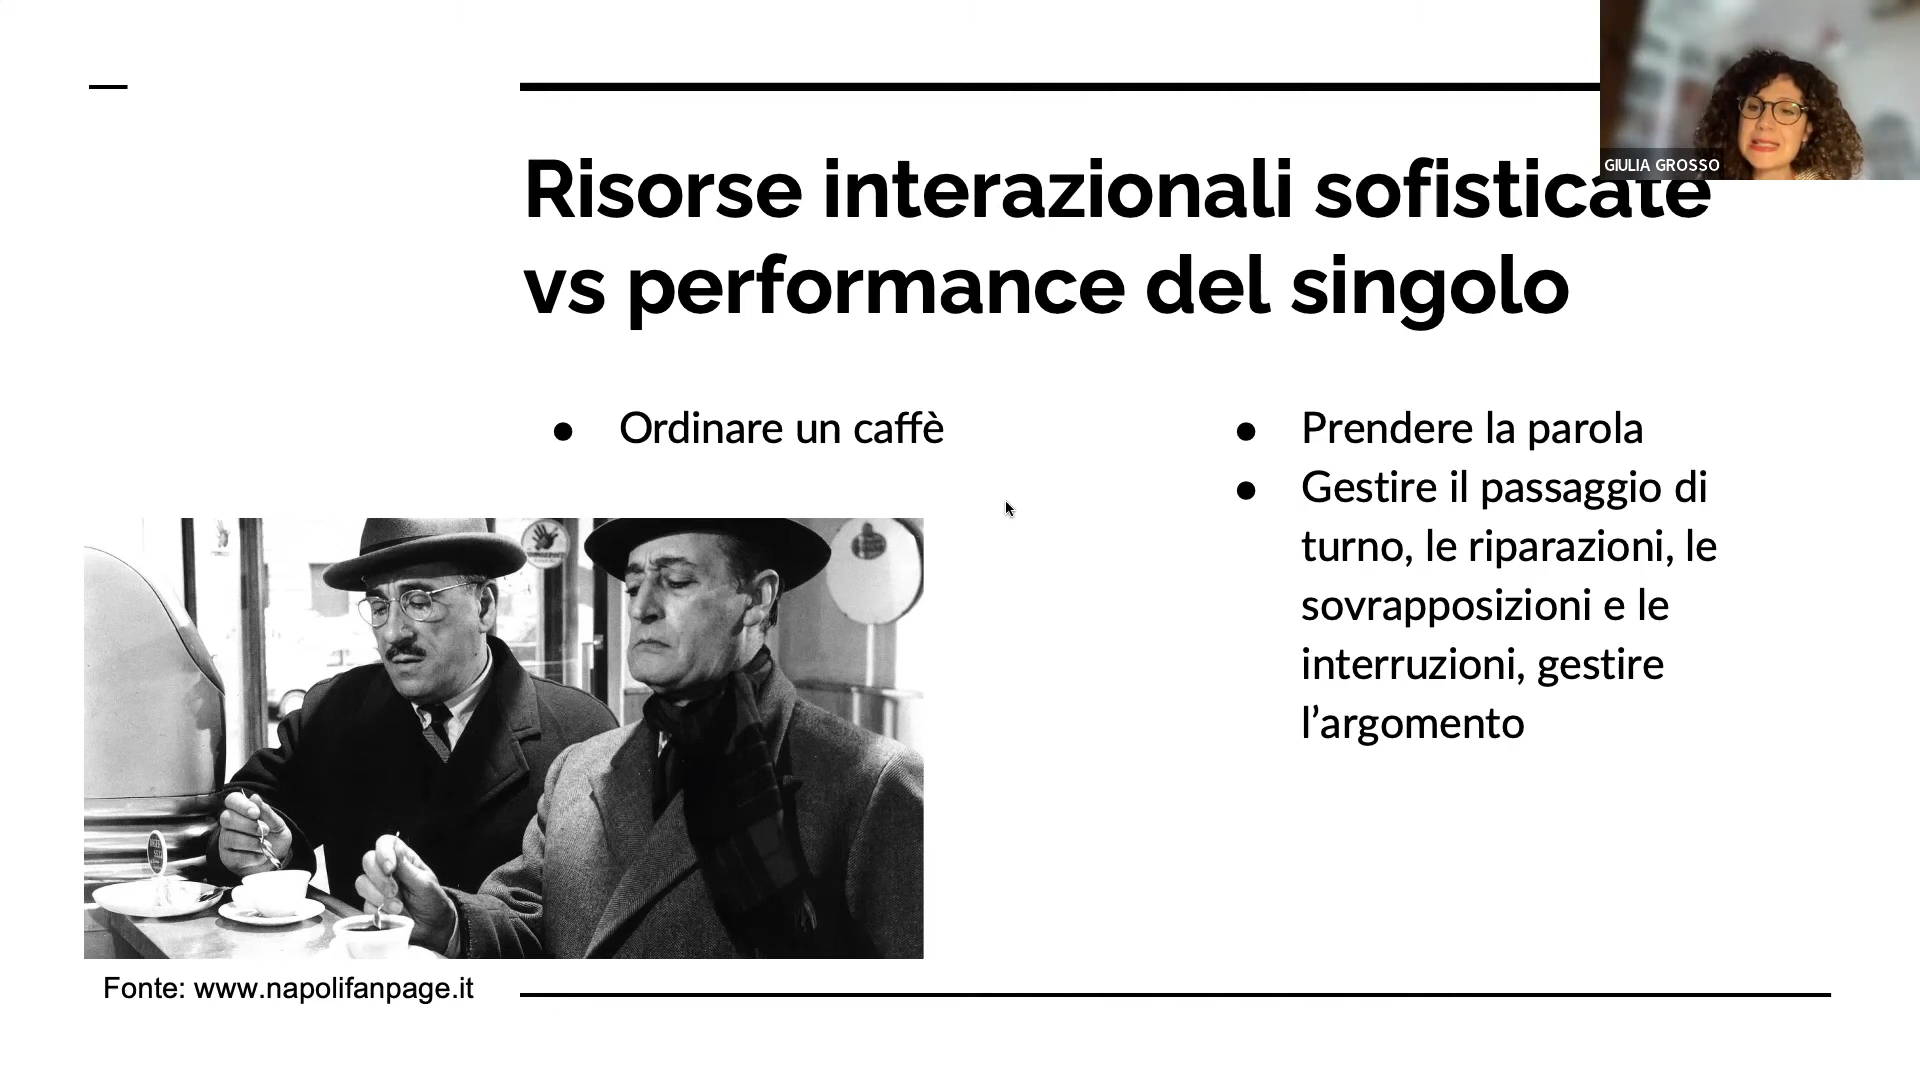 GIULIA GROSSO
Risorse interazionali sofisticate
vs performance del singolo
● Ordinare un caffè
● Prendere la parola
● Gestire il passaggio di
turno, le riparazioni, le
sovrapposizioni e le
interruzioni, gestire
l’argomento
Fonte: www.napolifanpage.it